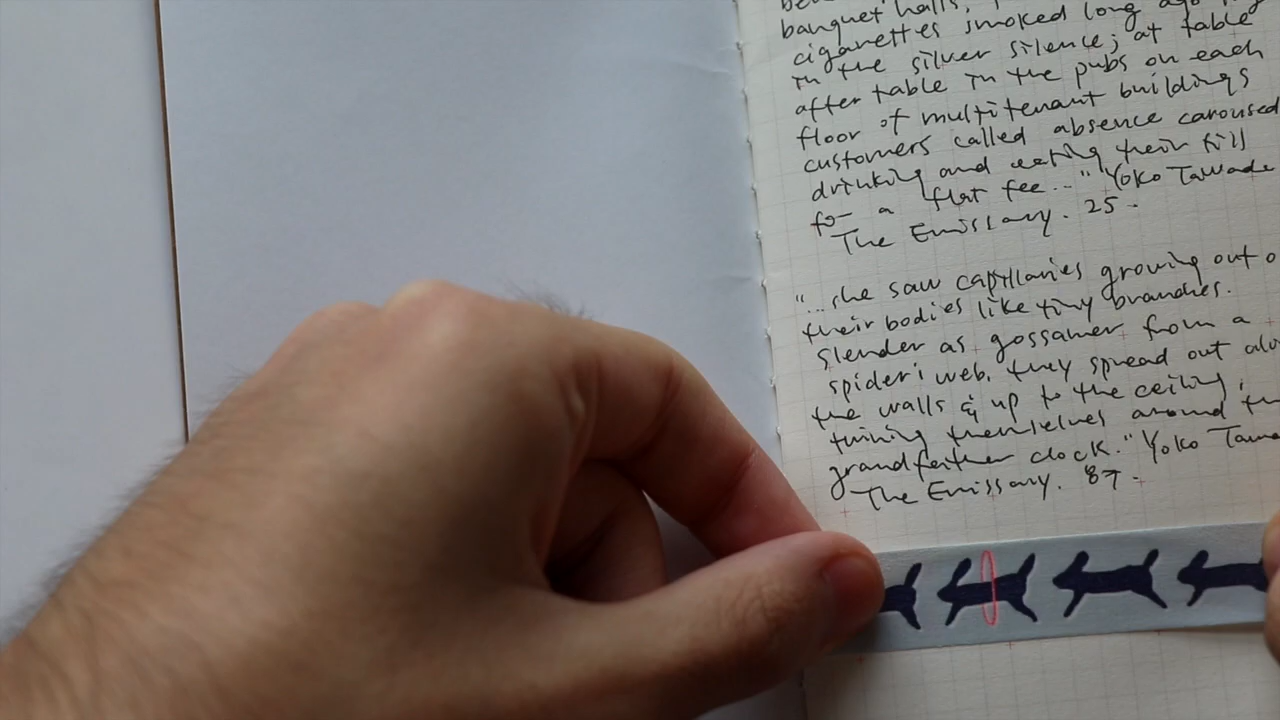 banquet halls,
cigarettes smoked long ago
in the silver silence; at table
after table in the pubs on each
floor of multitenant buildings
customers called absence caroused
drinking and eating their fill
for a flat fee..." Yoko Tawada
The Emissary. 25.
"...she saw capillaries growing out o
their bodies like tiny branches.
Slender as gossamer from a
spider's web, they spread out alo
the walls & up to the ceiling,
twining themselves around th
grandfather clock." Yoko Tawa
The Emissary. 87.